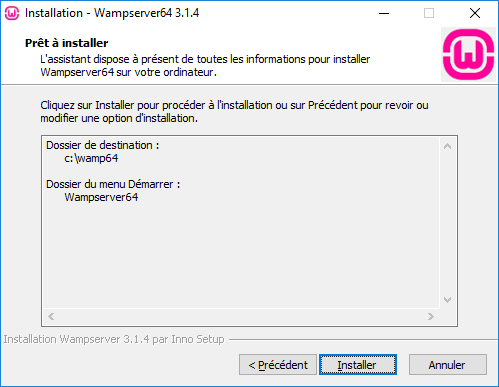 Installation - Wampserver64 3.1.4
Prêt à installer
L'assistant dispose à présent de toutes les informations pour installer
Wampserver64 sur votre ordinateur.
Cliquez sur Installer pour procéder à l'installation ou sur Précédent pour revoir ou
modifier une option d'installation.
Dossier de destination :
c:\wamp64
Dossier du menu Démarrer :
Wampserver64
Installation Wampserver 3.1.4 par Inno Setup
< Précédent
Installer
Annuler